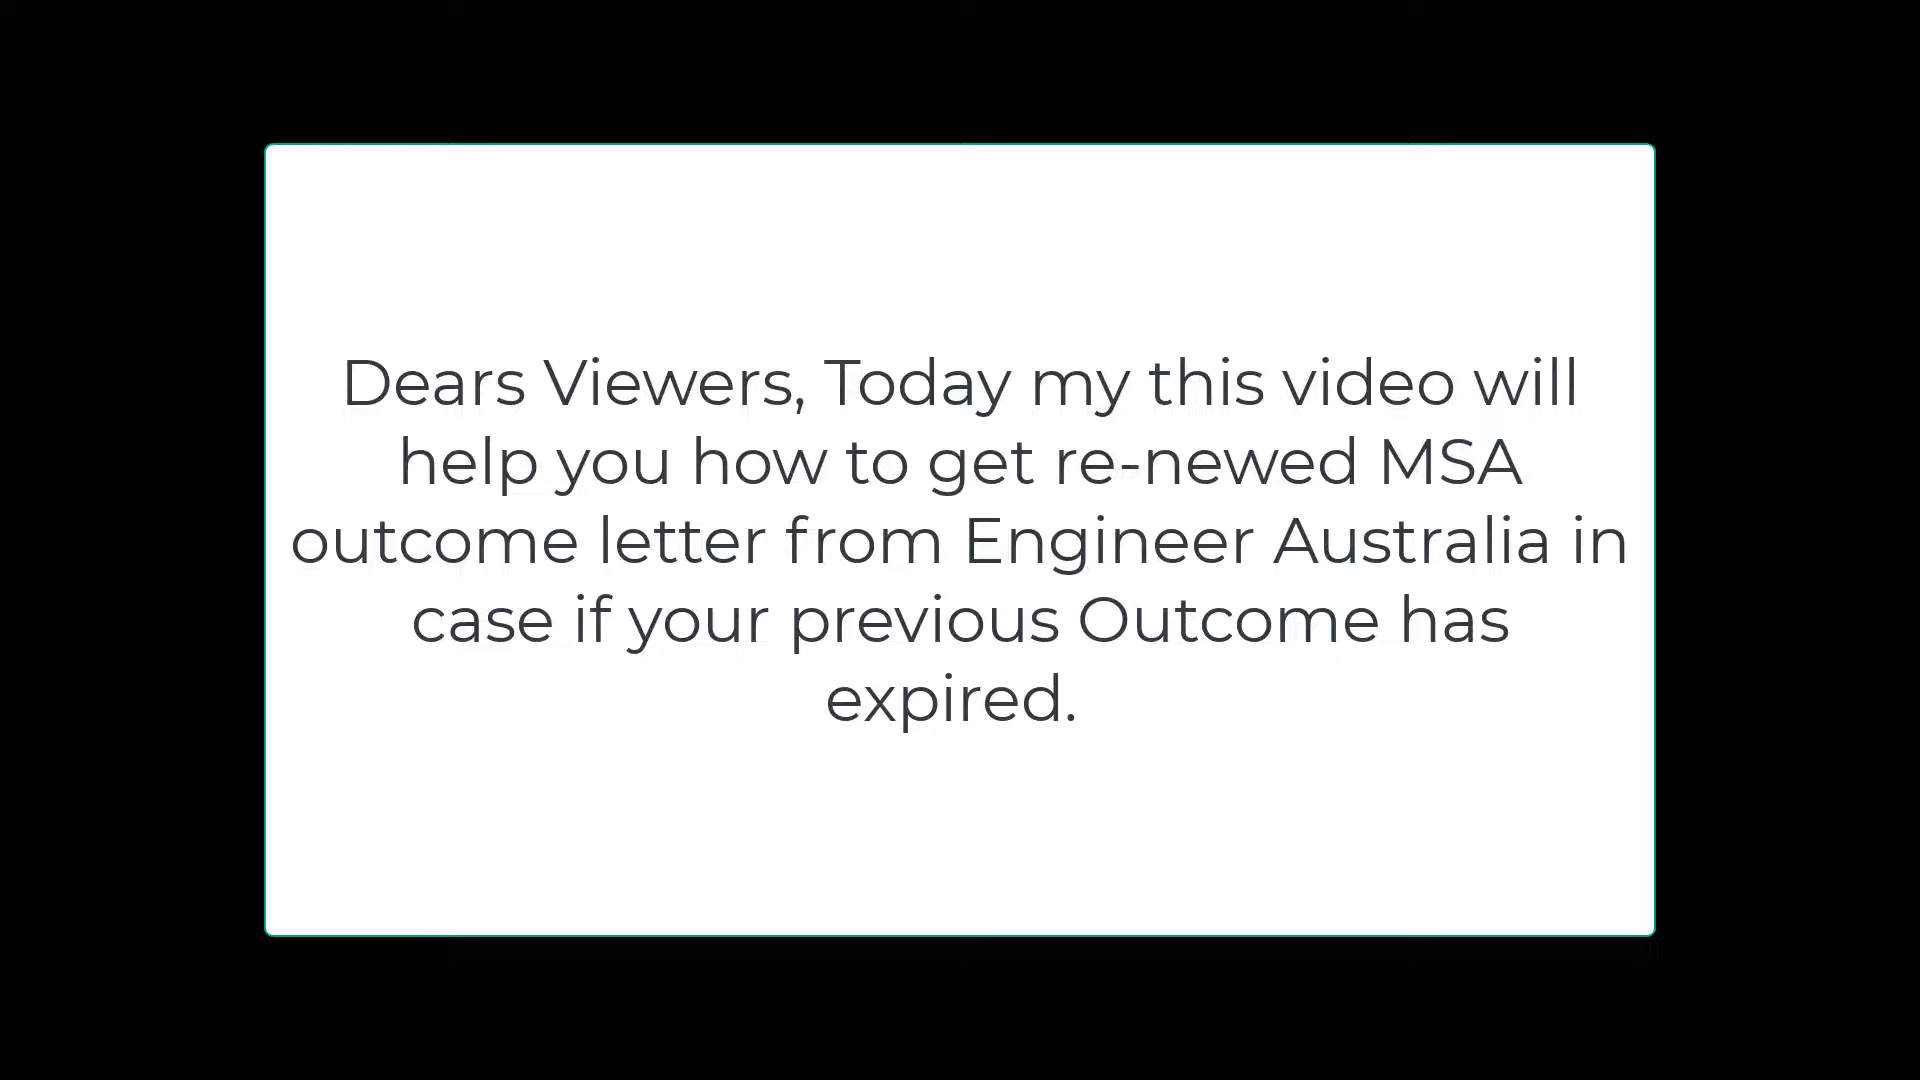 Dears Viewers, Today my this video will
help you how to get re-newed MSA
outcome letter from Engineer Australia in
case if your previous Outcome has
expired.